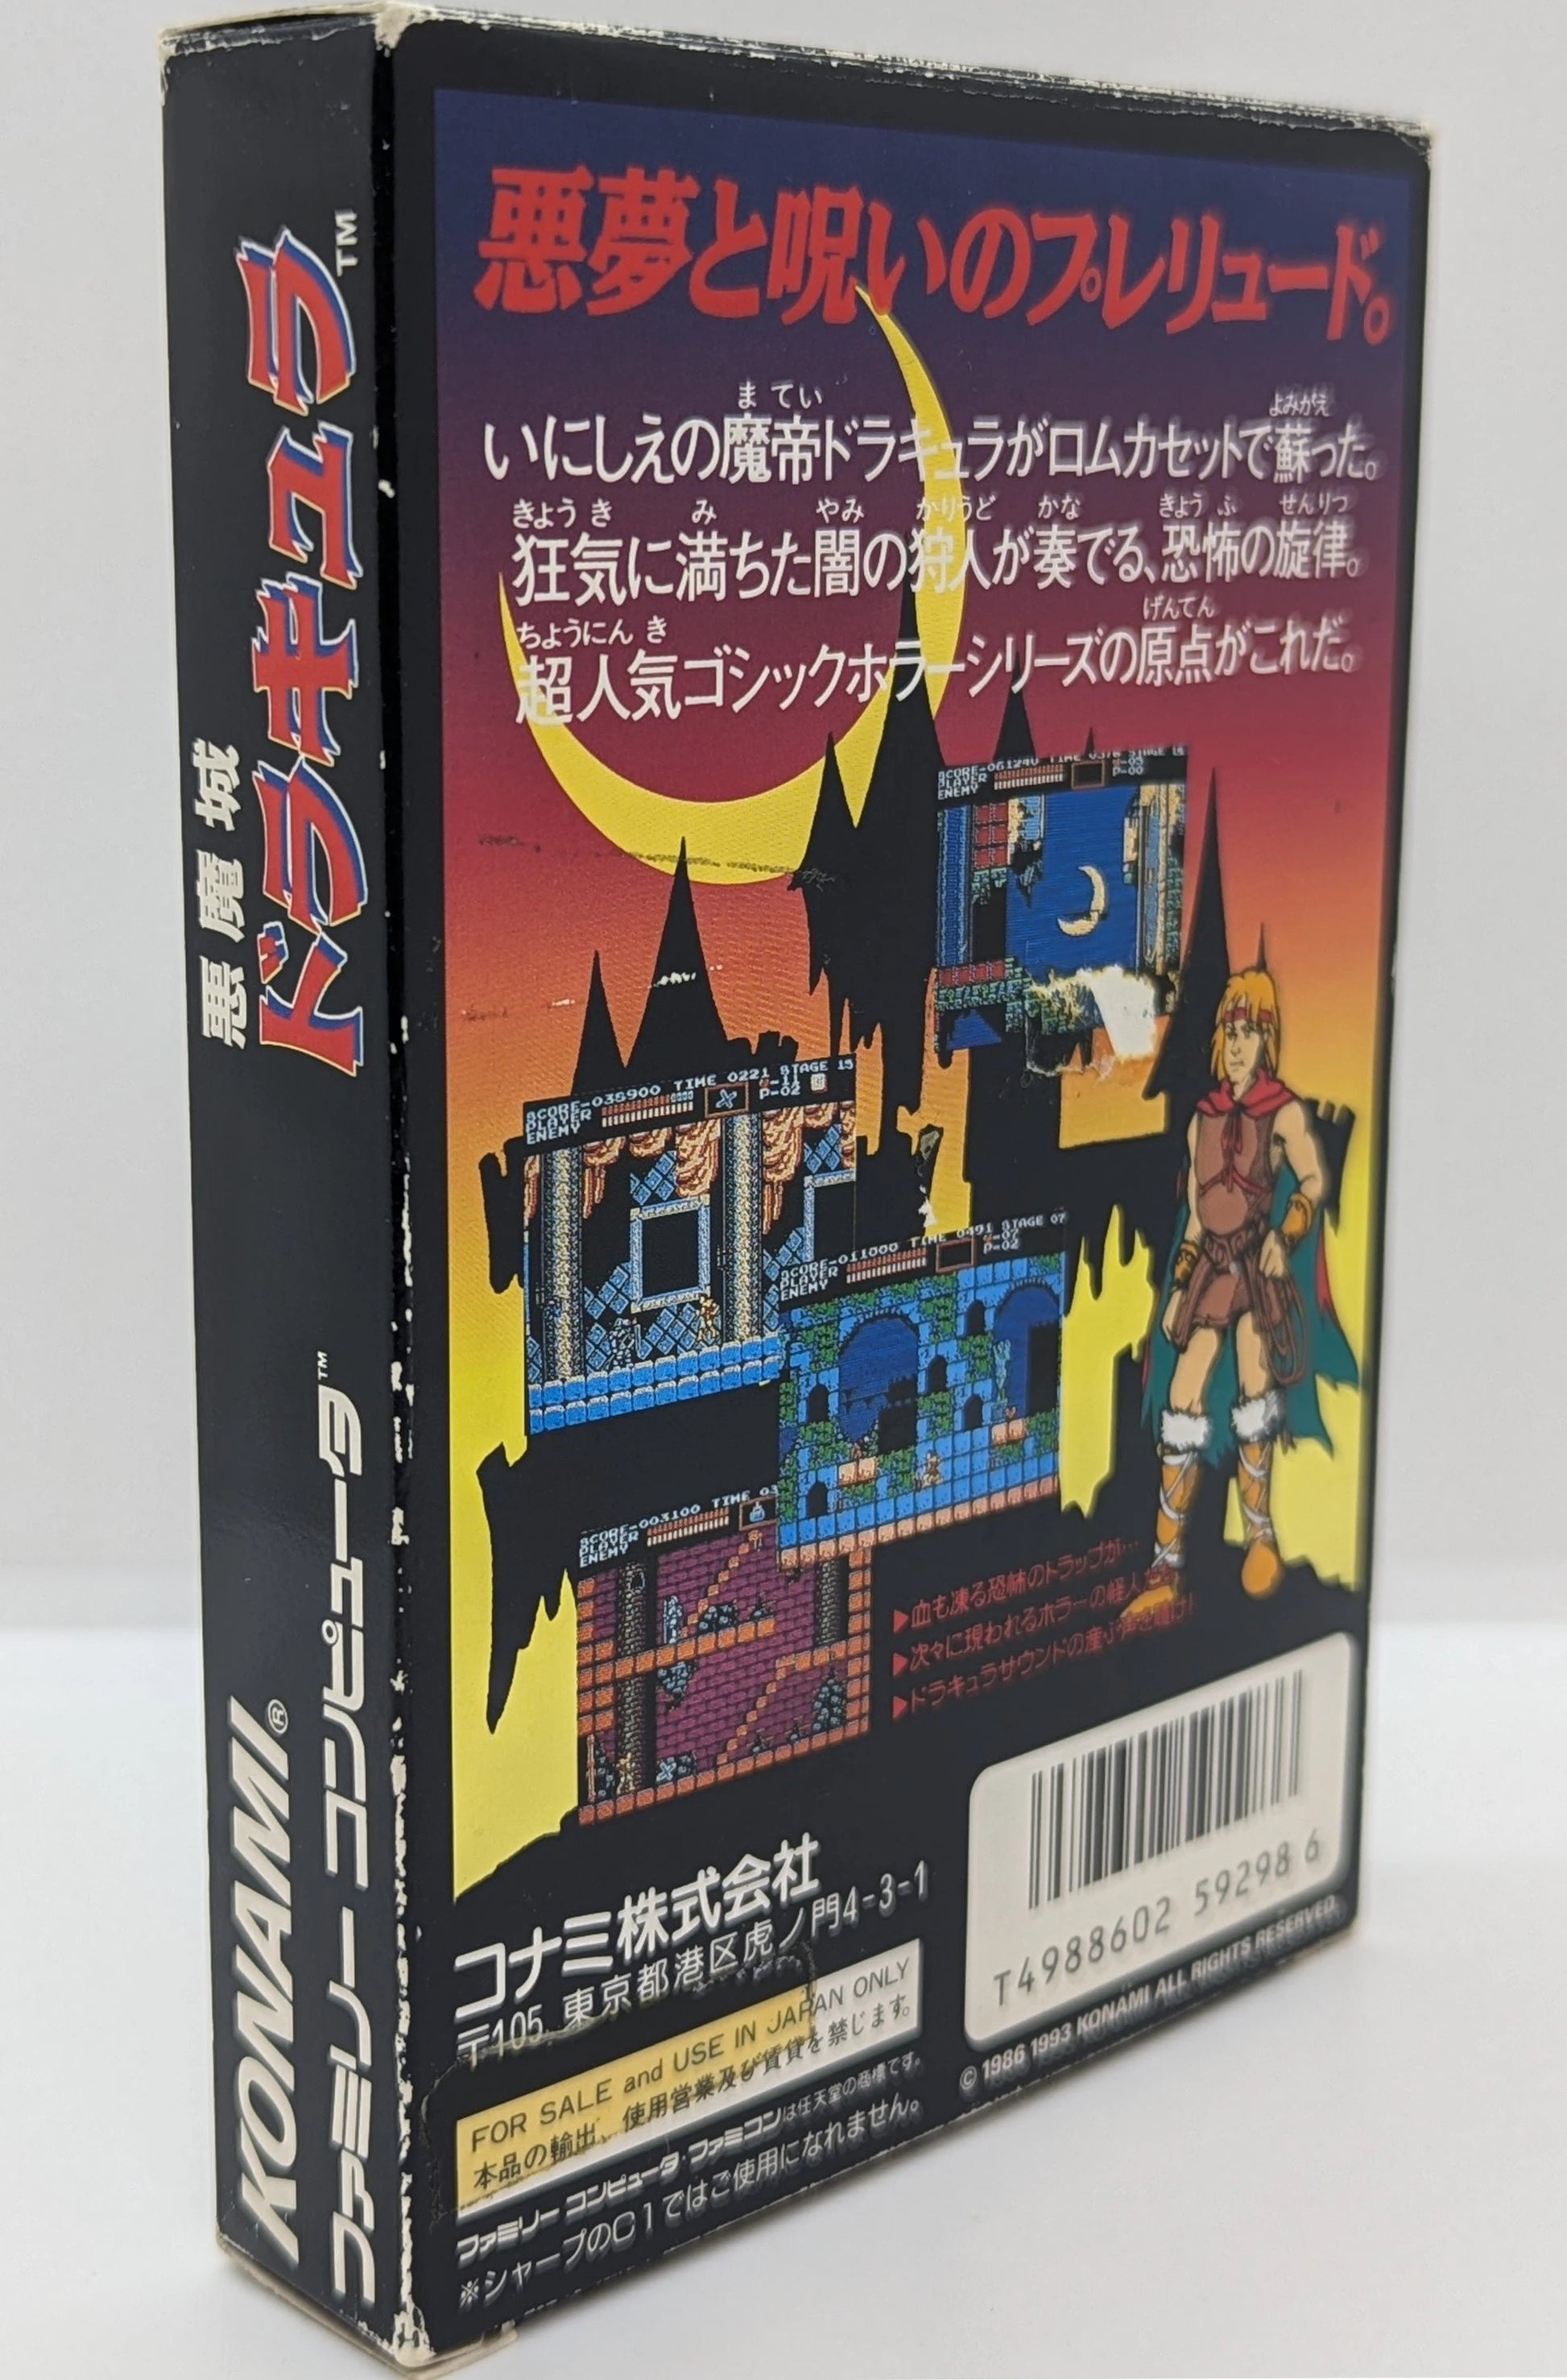 悪魔城
ドラキュラ™
KONAMI®
ファミリーコンピュータ™
悪夢と呪いのプレリュード。
まてい よみがえ
いにしえの魔帝ドラキュラがロムカセットで蘇った。
きょうき み やみ かりうど かな きょうふ せんりつ
狂気に満ちた闇の狩人が奏でる、恐怖の旋律。
ちょうにんき げんてん
超人気ゴシックホラーシリーズの原点がこれだ。
SCORE-061240 TIME STAGE
PLAYER
ENEMY P-00
SCORE-035900 TIME 0221 STAGE 15
PLAYER -11
ENEMY P-02
SCORE-011000 TIME 0491 STAGE 07
PLAYER -07
ENEMY P-02
SCORE-003100 TIME 03
PLAYER
ENEMY
▶血も凍る恐怖のトラップが…
▶次々に現われるホラーの怪人たち
▶ドラキュラサウンドの産ぶ声を聴け!
T4988602 592986
© 1986 1993 KONAMI ALL RIGHTS RESERVED.
コナミ株式会社
〒105 東京都港区虎ノ門4-3-1
FOR SALE and USE IN JAPAN ONLY
本品の輸出、使用営業及び賃貸を禁じます。
ファミリーコンピュータ・ファミコンは任天堂の商標です。
※シャープのC1ではご使用になれません。